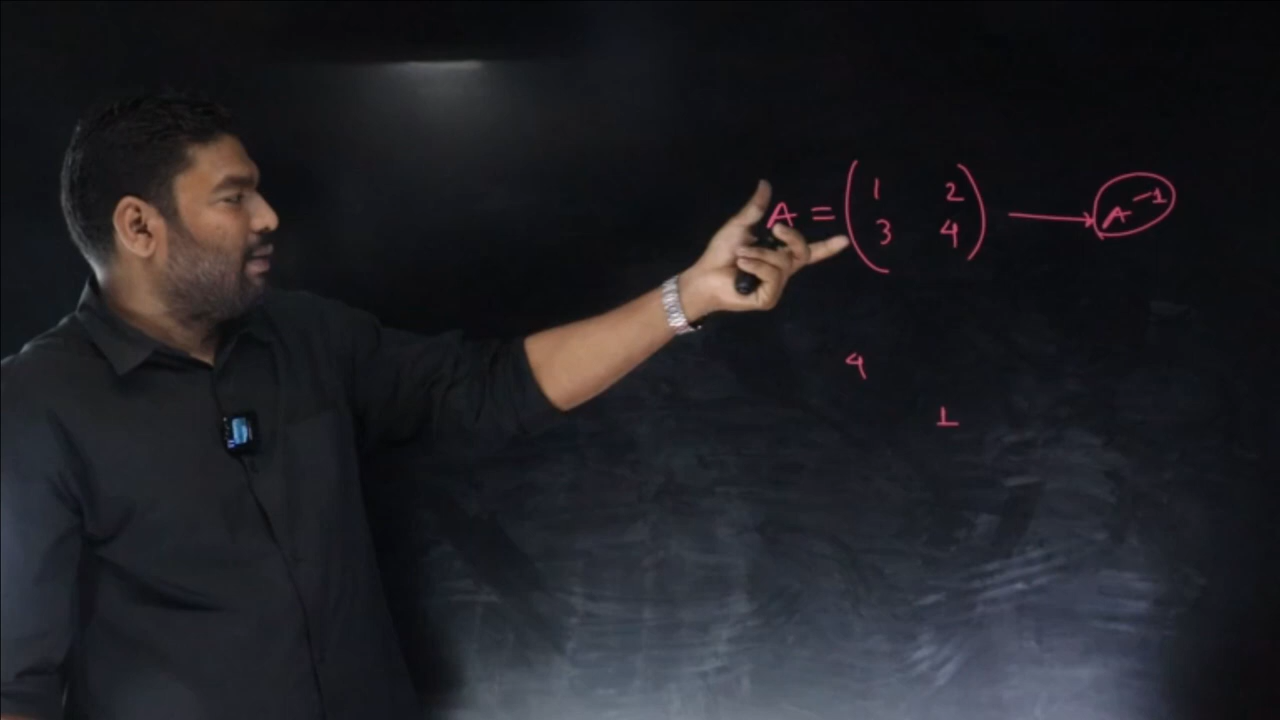 A = ( 1 2 ) → A⁻¹
3 4
4
1